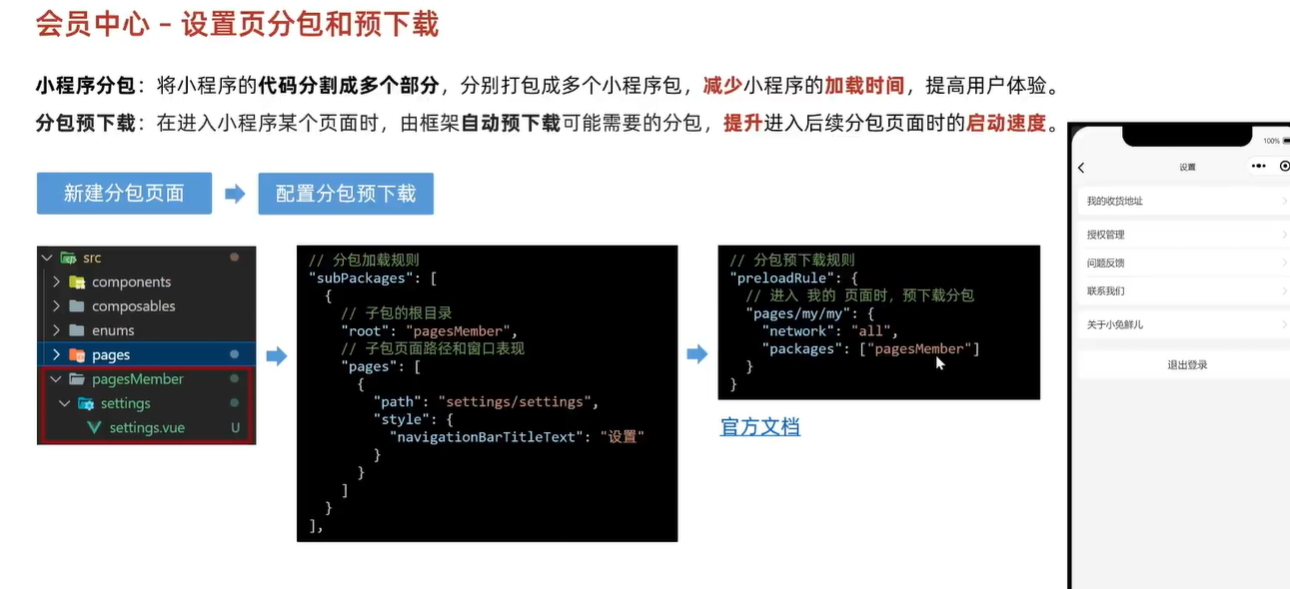 会员中心 – 设置页分包和预下载
小程序分包：将小程序的代码分割成多个部分，分别打包成多个小程序包，减少小程序的加载时间，提高用户体验。
分包预下载：在进入小程序某个页面时，由框架自动预下载可能需要的分包，提升进入后续分包页面时的启动速度。
新建分包页面
配置分包预下载
src
components
composables
enums
pages
pagesMember
settings
settings.vue U
// 分包加载规则
"subPackages": [
{
// 子包的根目录
"root": "pagesMember",
// 子包页面路径和窗口表现
"pages": [
{
"path": "settings/settings",
"style": {
"navigationBarTitleText": "设置"
}
}
]
}
],
// 分包预下载规则
"preloadRule": {
// 进入 我的 页面时，预下载分包
"pages/my/my": {
"network": "all",
"packages": ["pagesMember"]
}
}
官方文档
100%
设置
我的收货地址
授权管理
问题反馈
联系我们
关于小兔鲜儿
退出登录